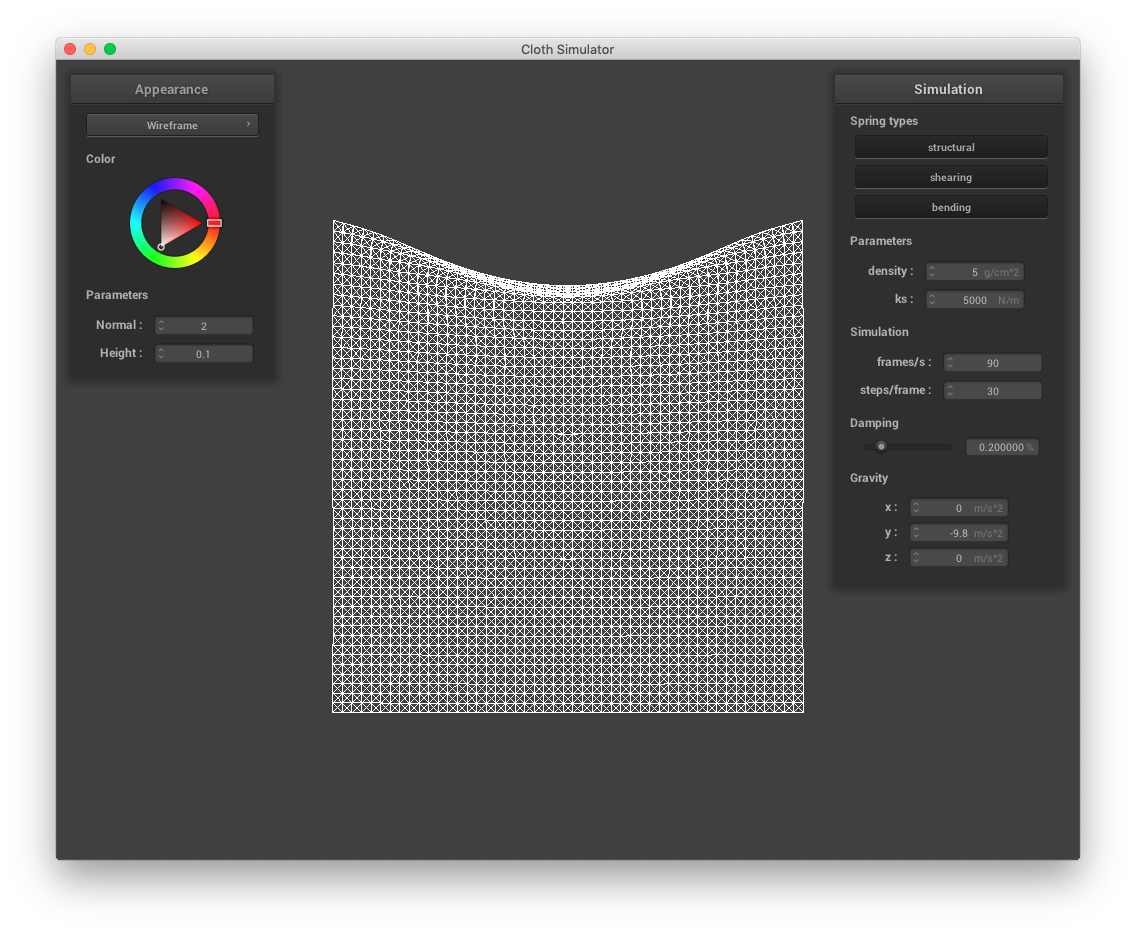 Cloth Simulator
Appearance
Wireframe ›
Color
Parameters
Normal : 2
Height : 0.1
Simulation
Spring types
structural
shearing
bending
Parameters
density : 5 g/cm^2
ks : 5000 N/m
Simulation
frames/s : 90
steps/frame : 30
Damping
0.200000 %
Gravity
x : 0 m/s^2
y : -9.8 m/s^2
z : 0 m/s^2